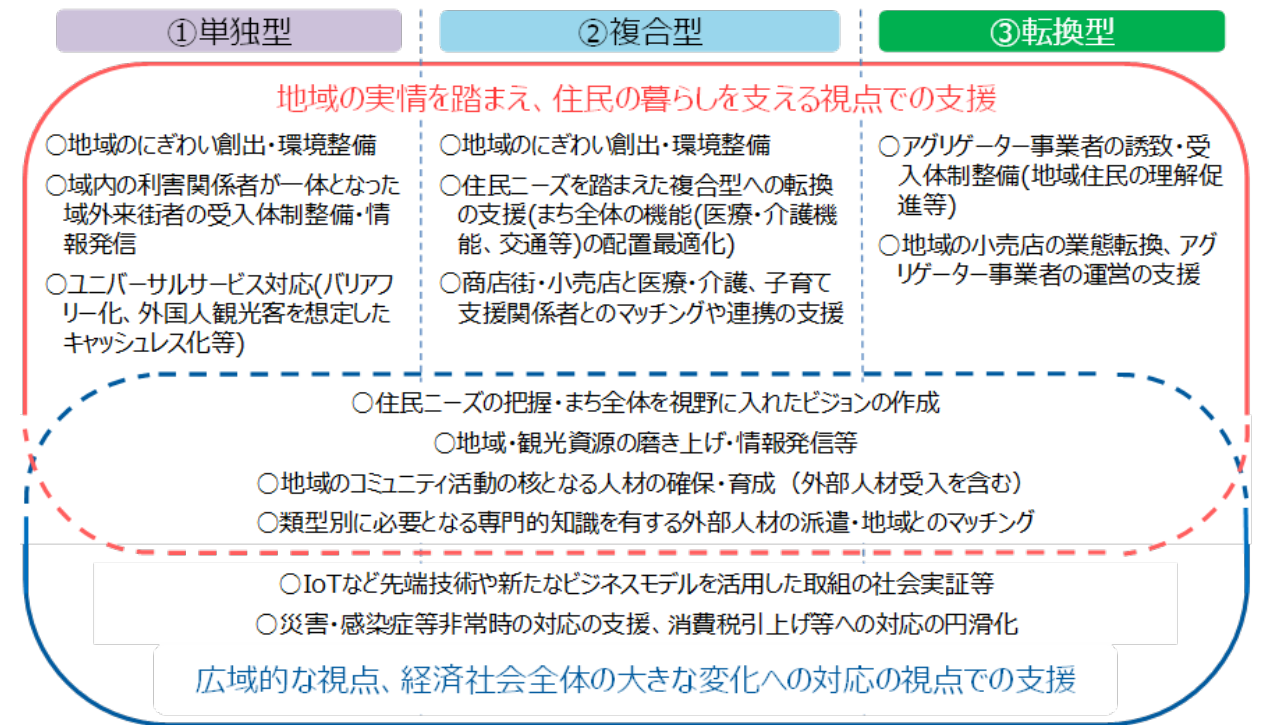 ①単独型
②複合型
③転換型
地域の実情を踏まえ、住民の暮らしを支える視点での支援
○地域のにぎわい創出・環境整備
○域内の利害関係者が一体となった
域外来街者の受入体制整備・情
報発信
○ユニバーサルサービス対応(バリアフ
リー化、外国人観光客を想定した
キャッシュレス化等)
○地域のにぎわい創出・環境整備
○住民ニーズを踏まえた複合型への転換
の支援(まち全体の機能(医療・介護機
能、交通等)の配置最適化)
○商店街・小売店と医療・介護、子育て
支援関係者とのマッチングや連携の支援
○アグリゲーター事業者の誘致・受
入体制整備(地域住民の理解促
進等)
○地域の小売店の業態転換、アグ
リゲーター事業者の運営の支援
○住民ニーズの把握・まち全体を視野に入れたビジョンの作成
○地域・観光資源の磨き上げ・情報発信等
○地域のコミュニティ活動の核となる人材の確保・育成（外部人材受入を含む）
○類型別に必要となる専門的知識を有する外部人材の派遣・地域とのマッチング
○IoTなど先端技術や新たなビジネスモデルを活用した取組の社会実証等
○災害・感染症等非常時の対応の支援、消費税引上げ等への対応の円滑化
広域的な視点、経済社会全体の大きな変化への対応の視点での支援